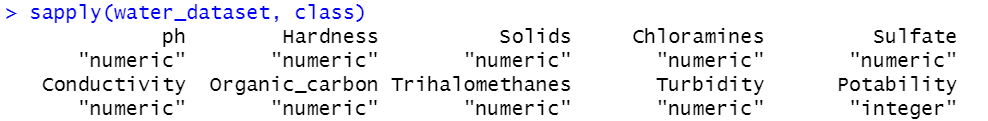 > sapply(water_dataset, class)
ph Hardness Solids Chloramines Sulfate
"numeric" "numeric" "numeric" "numeric" "numeric"
Conductivity Organic_carbon Trihalomethanes Turbidity Potability
"numeric" "numeric" "numeric" "numeric" "integer"